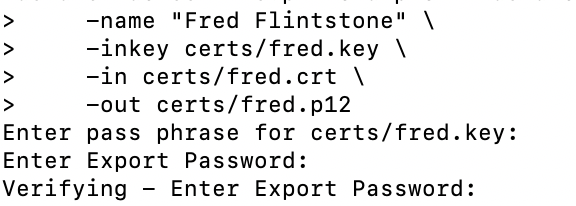 >     -name "Fred Flintstone" \
>     -inkey certs/fred.key \
>     -in certs/fred.crt \
>     -out certs/fred.p12
Enter pass phrase for certs/fred.key:
Enter Export Password:
Verifying - Enter Export Password: